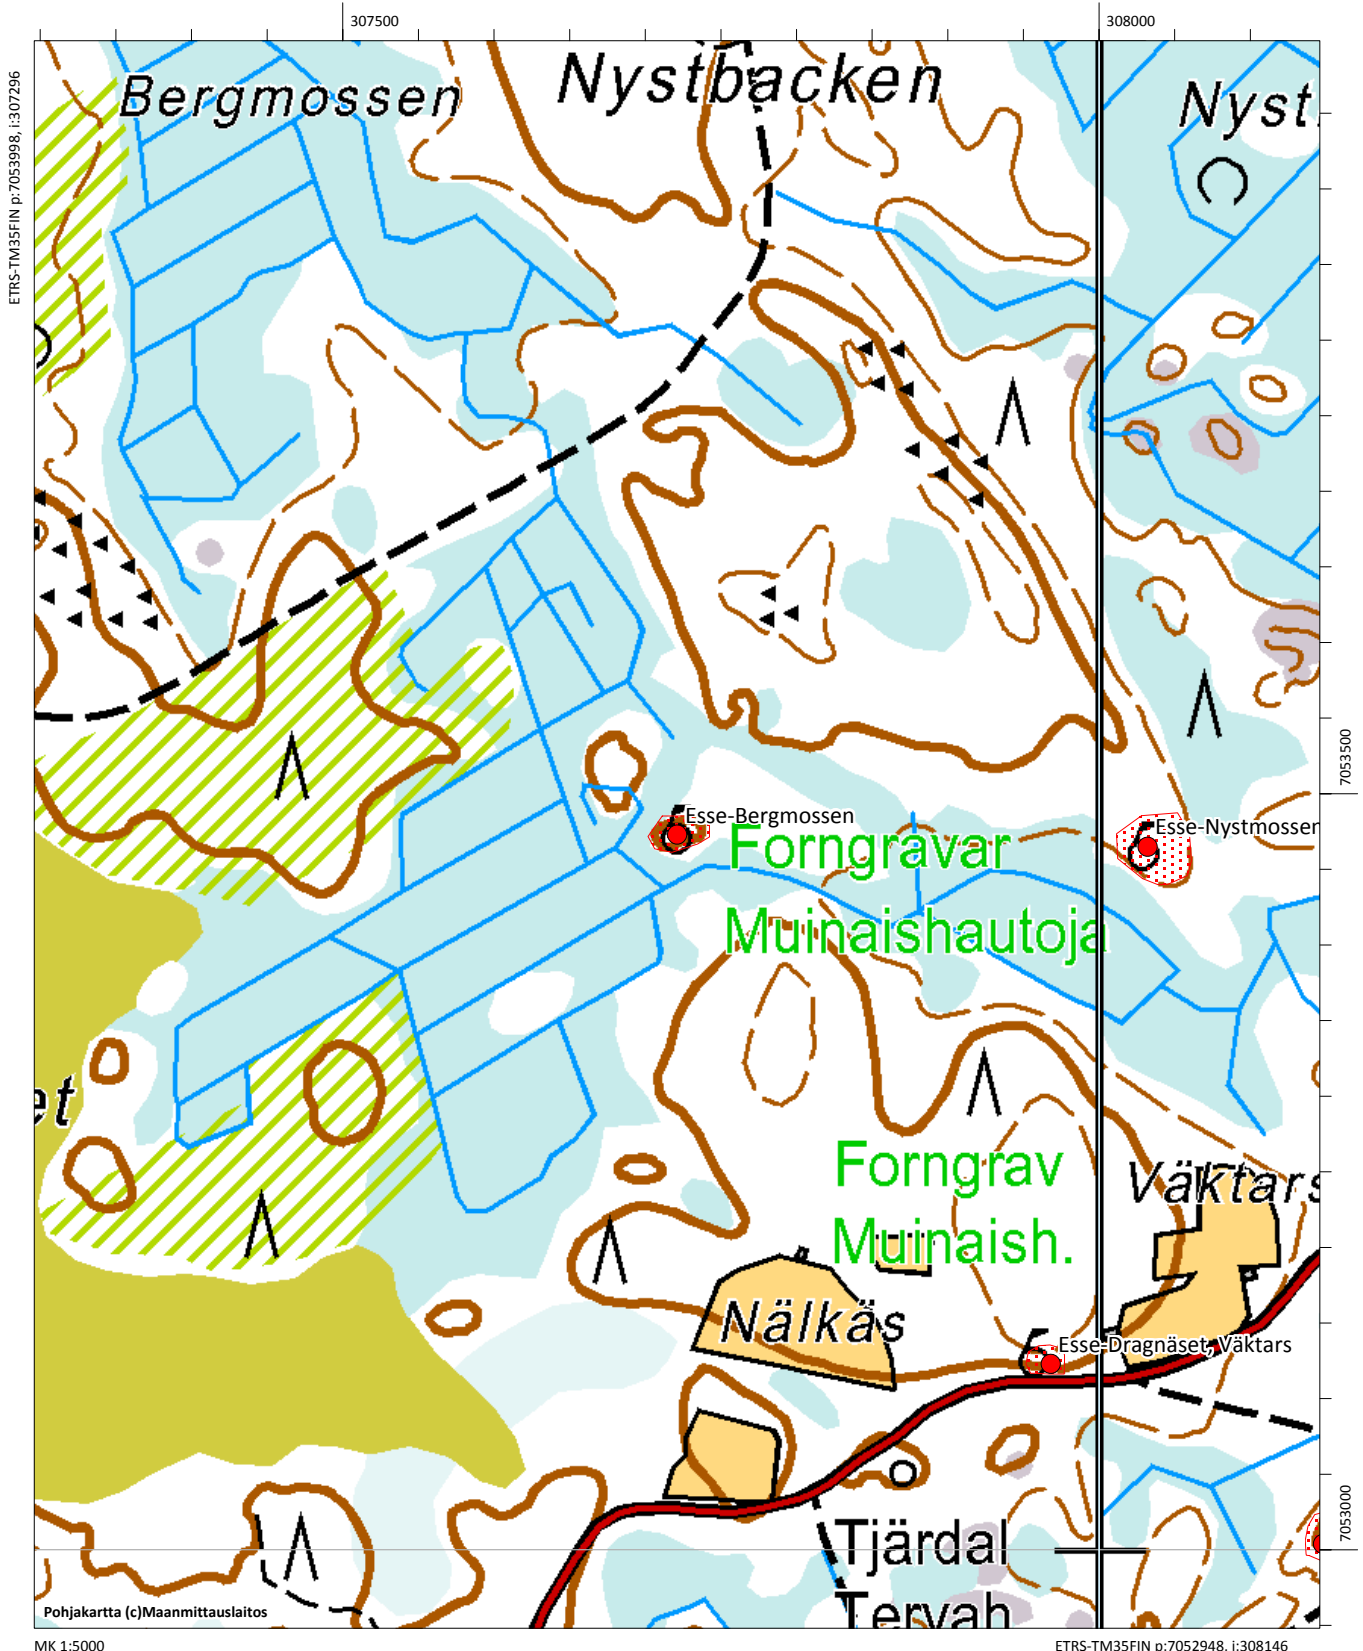 307500
308000
ETRS-TM35FIN p:7053998, i:307296
Bergmossen
Nystbacken
Nyst.
7053500
Esse-Bergmossen
Esse-Nystmossen
Forngravar
Muinaishautoja
et
Forngrav
Muinaish.
Väktars
Nälkäs
Esse-Dragnäset, Väktars
7053000
Tjärdal
Tervah
Pohjakartta (c)Maanmittauslaitos
MK 1:5000
ETRS-TM35FIN p:7052948, i:308146